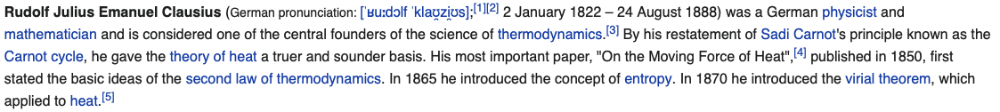 Rudolf Julius Emanuel Clausius (German pronunciation: [ˈʁuːdɔlf ˈklaʊ̯zi̯ʊs];[1][2] 2 January 1822 – 24 August 1888) was a German physicist and
mathematician and is considered one of the central founders of the science of thermodynamics.[3] By his restatement of Sadi Carnot's principle known as the
Carnot cycle, he gave the theory of heat a truer and sounder basis. His most important paper, "On the Moving Force of Heat",[4] published in 1850, first
stated the basic ideas of the second law of thermodynamics. In 1865 he introduced the concept of entropy. In 1870 he introduced the virial theorem, which
applied to heat.[5]